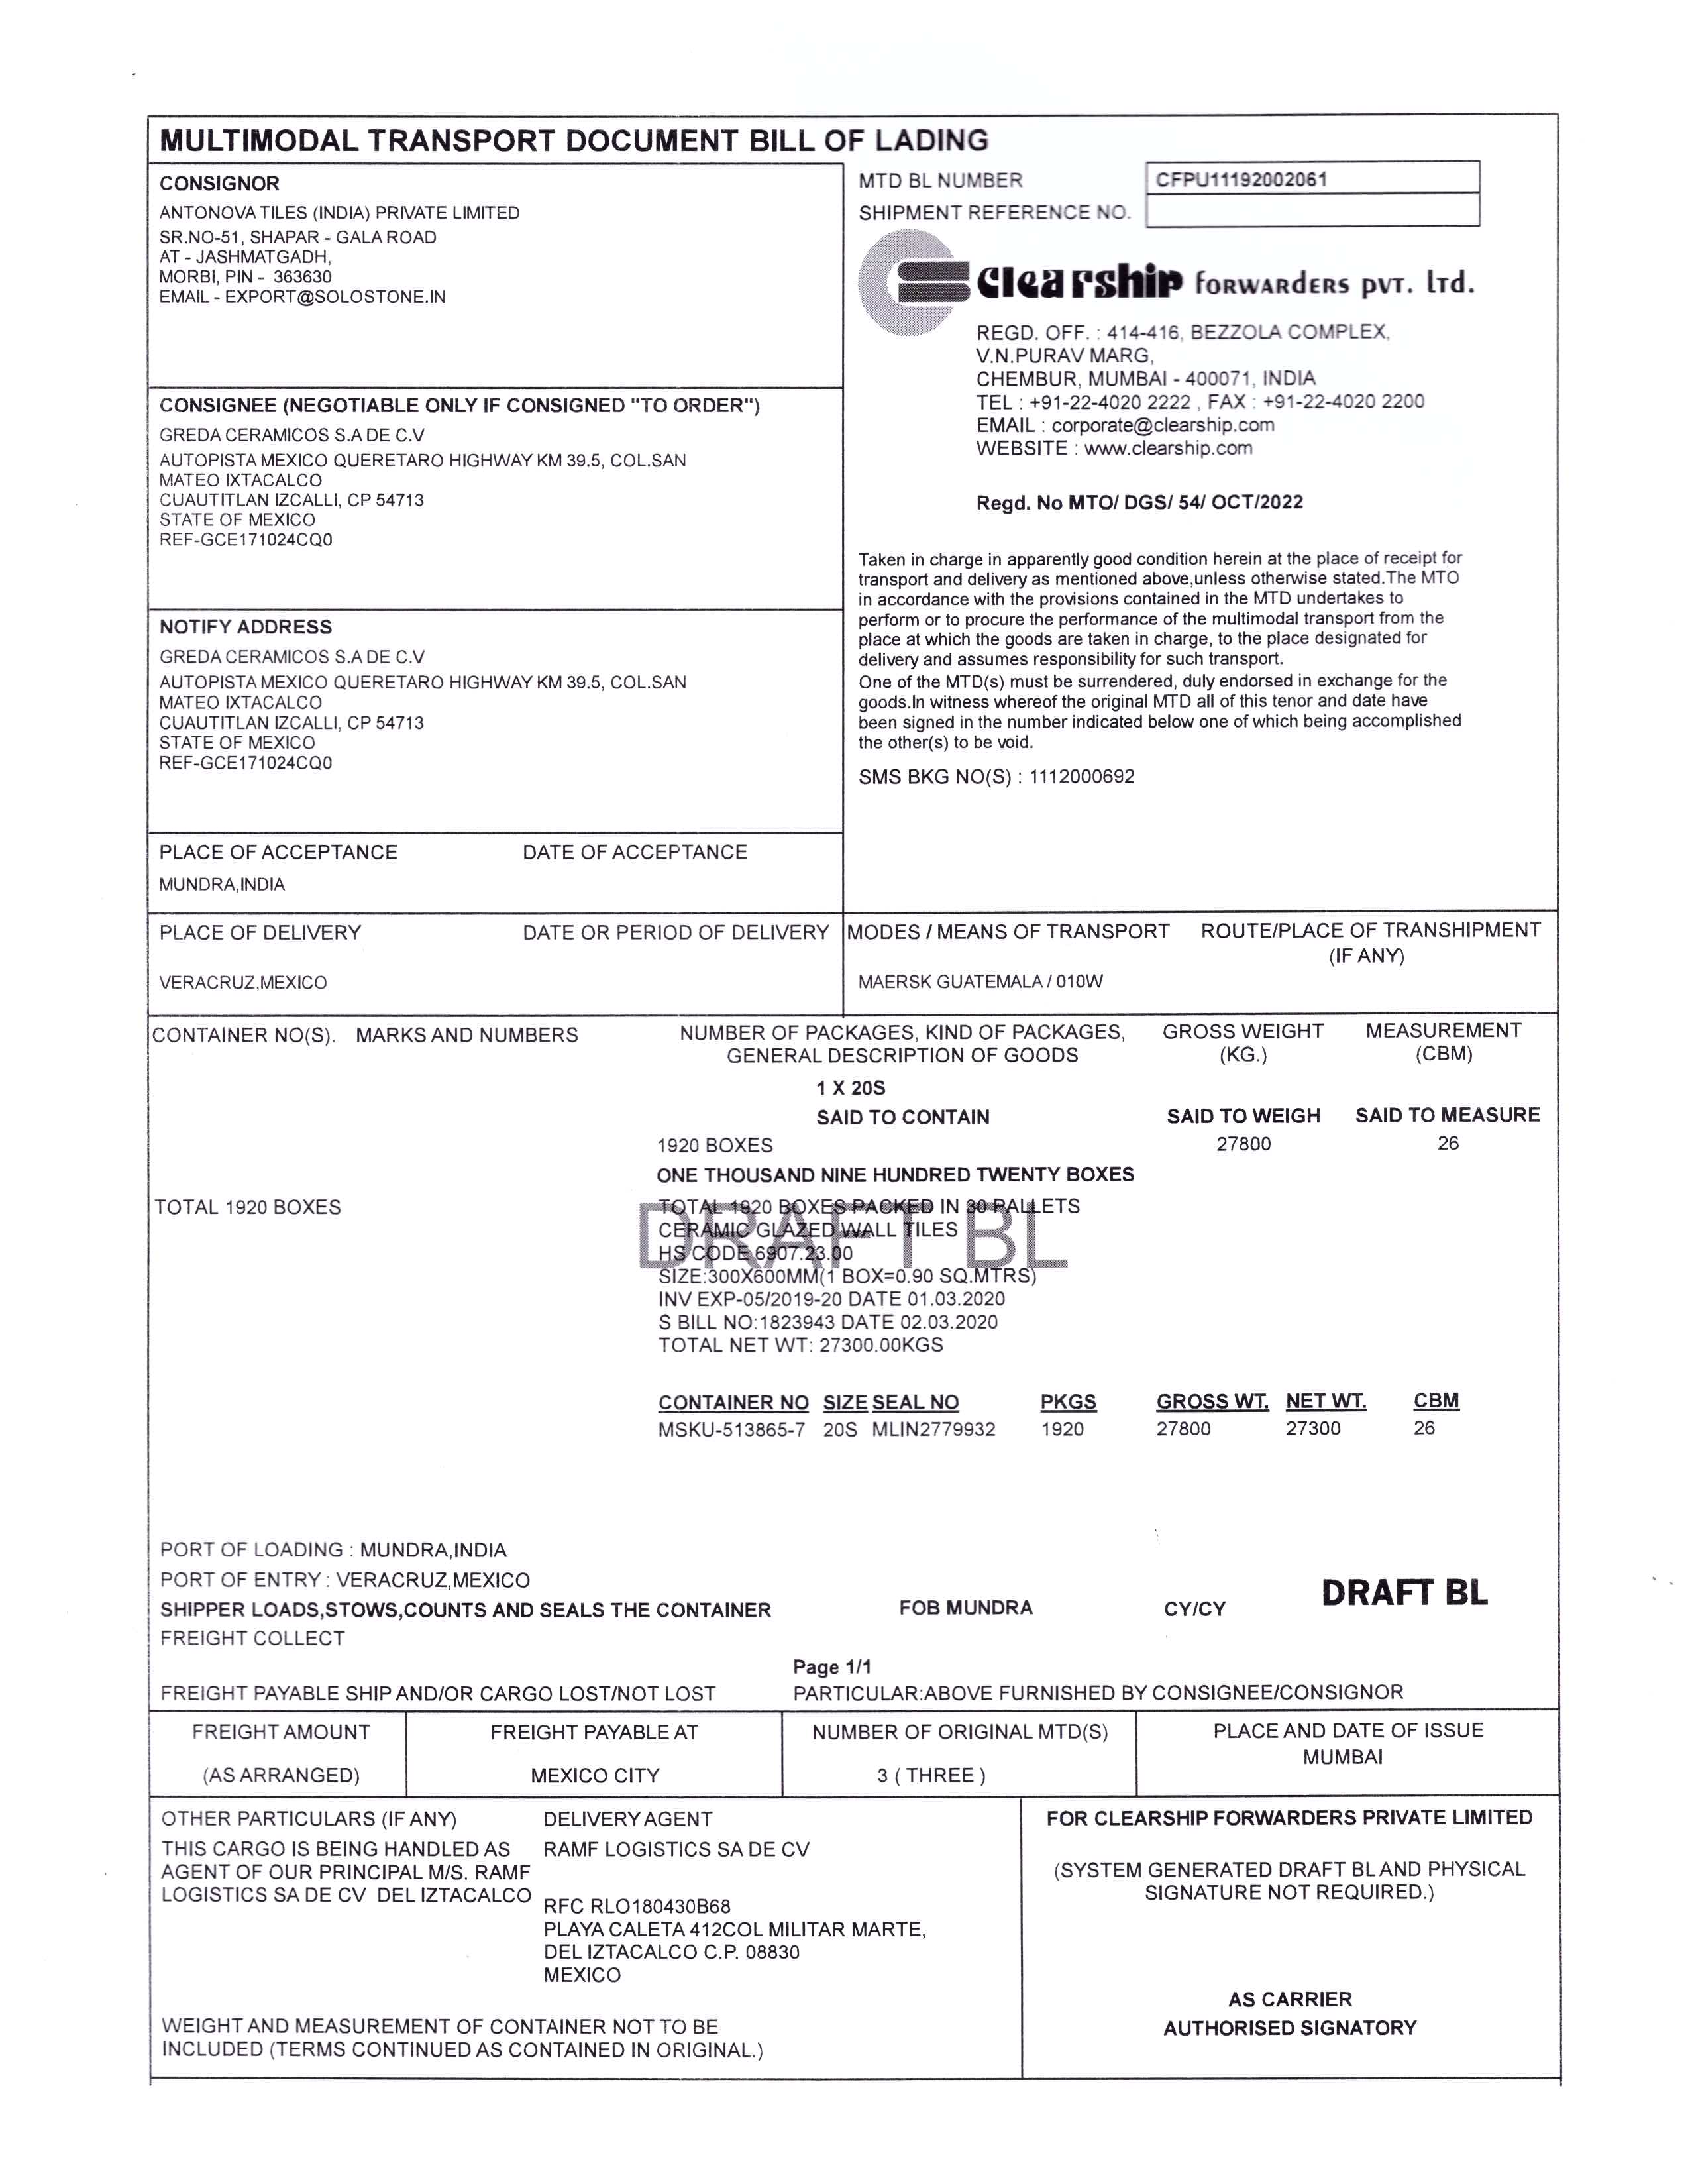 MULTIMODAL TRANSPORT DOCUMENT BILL OF LADING
CONSIGNOR
ANTONOVA TILES (INDIA) PRIVATE LIMITED
SR.NO-51, SHAPAR - GALA ROAD
AT - JASHMATGADH,
MORBI, PIN - 363630
EMAIL - EXPORT@SOLOSTONE.IN
MTD BL NUMBER CFPU11192002061
SHIPMENT REFERENCE NO.
Clearship FORWARDERS PVT. LTD.
REGD. OFF. : 414-416, BEZZOLA COMPLEX,
V.N.PURAV MARG,
CHEMBUR, MUMBAI - 400071, INDIA
TEL : +91-22-4020 2222 , FAX : +91-22-4020 2200
EMAIL : corporate@clearship.com
WEBSITE : www.clearship.com
Regd. No MTO/ DGS/ 54/ OCT/2022
CONSIGNEE (NEGOTIABLE ONLY IF CONSIGNED "TO ORDER")
GREDA CERAMICOS S.A DE C.V
AUTOPISTA MEXICO QUERETARO HIGHWAY KM 39.5, COL.SAN
MATEO IXTACALCO
CUAUTITLAN IZCALLI, CP 54713
STATE OF MEXICO
REF-GCE171024CQ0
Taken in charge in apparently good condition herein at the place of receipt for
transport and delivery as mentioned above,unless otherwise stated.The MTO
in accordance with the provisions contained in the MTD undertakes to
perform or to procure the performance of the multimodal transport from the
place at which the goods are taken in charge, to the place designated for
delivery and assumes responsibility for such transport.
One of the MTD(s) must be surrendered, duly endorsed in exchange for the
goods.In witness whereof the original MTD all of this tenor and date have
been signed in the number indicated below one of which being accomplished
the other(s) to be void.
SMS BKG NO(S) : 1112000692
NOTIFY ADDRESS
GREDA CERAMICOS S.A DE C.V
AUTOPISTA MEXICO QUERETARO HIGHWAY KM 39.5, COL.SAN
MATEO IXTACALCO
CUAUTITLAN IZCALLI, CP 54713
STATE OF MEXICO
REF-GCE171024CQ0
PLACE OF ACCEPTANCE DATE OF ACCEPTANCE
MUNDRA,INDIA
PLACE OF DELIVERY DATE OR PERIOD OF DELIVERY
VERACRUZ,MEXICO
MODES / MEANS OF TRANSPORT ROUTE/PLACE OF TRANSHIPMENT
(IF ANY)
MAERSK GUATEMALA / 010W
CONTAINER NO(S). MARKS AND NUMBERS NUMBER OF PACKAGES, KIND OF PACKAGES, GROSS WEIGHT MEASUREMENT
GENERAL DESCRIPTION OF GOODS (KG.) (CBM)
1 X 20S
SAID TO CONTAIN SAID TO WEIGH SAID TO MEASURE
1920 BOXES 27800 26
ONE THOUSAND NINE HUNDRED TWENTY BOXES
TOTAL 1920 BOXES TOTAL 1920 BOXES PACKED IN 30 PALLETS
CERAMIC GLAZED WALL TILES
DRAFT BL
HS CODE 6907.23.00
SIZE:300X600MM(1 BOX=0.90 SQ.MTRS)
INV EXP-05/2019-20 DATE 01.03.2020
S BILL NO:1823943 DATE 02.03.2020
TOTAL NET WT: 27300.00KGS
CONTAINER NO SIZE SEAL NO PKGS GROSS WT. NET WT. CBM
MSKU-513865-7 20S MLIN2779932 1920 27800 27300 26
PORT OF LOADING : MUNDRA,INDIA
PORT OF ENTRY : VERACRUZ,MEXICO
DRAFT BL
SHIPPER LOADS,STOWS,COUNTS AND SEALS THE CONTAINER FOB MUNDRA CY/CY
FREIGHT COLLECT
Page 1/1
FREIGHT PAYABLE SHIP AND/OR CARGO LOST/NOT LOST PARTICULAR:ABOVE FURNISHED BY CONSIGNEE/CONSIGNOR
FREIGHT AMOUNT FREIGHT PAYABLE AT NUMBER OF ORIGINAL MTD(S) PLACE AND DATE OF ISSUE
MUMBAI
(AS ARRANGED) MEXICO CITY 3 ( THREE )
OTHER PARTICULARS (IF ANY)
THIS CARGO IS BEING HANDLED AS
AGENT OF OUR PRINCIPAL M/S. RAMF
LOGISTICS SA DE CV DEL IZTACALCO
DELIVERY AGENT
RAMF LOGISTICS SA DE CV
RFC RLO180430B68
PLAYA CALETA 412COL MILITAR MARTE,
DEL IZTACALCO C.P. 08830
MEXICO
WEIGHT AND MEASUREMENT OF CONTAINER NOT TO BE
INCLUDED (TERMS CONTINUED AS CONTAINED IN ORIGINAL.)
FOR CLEARSHIP FORWARDERS PRIVATE LIMITED
(SYSTEM GENERATED DRAFT BL AND PHYSICAL
SIGNATURE NOT REQUIRED.)
AS CARRIER
AUTHORISED SIGNATORY